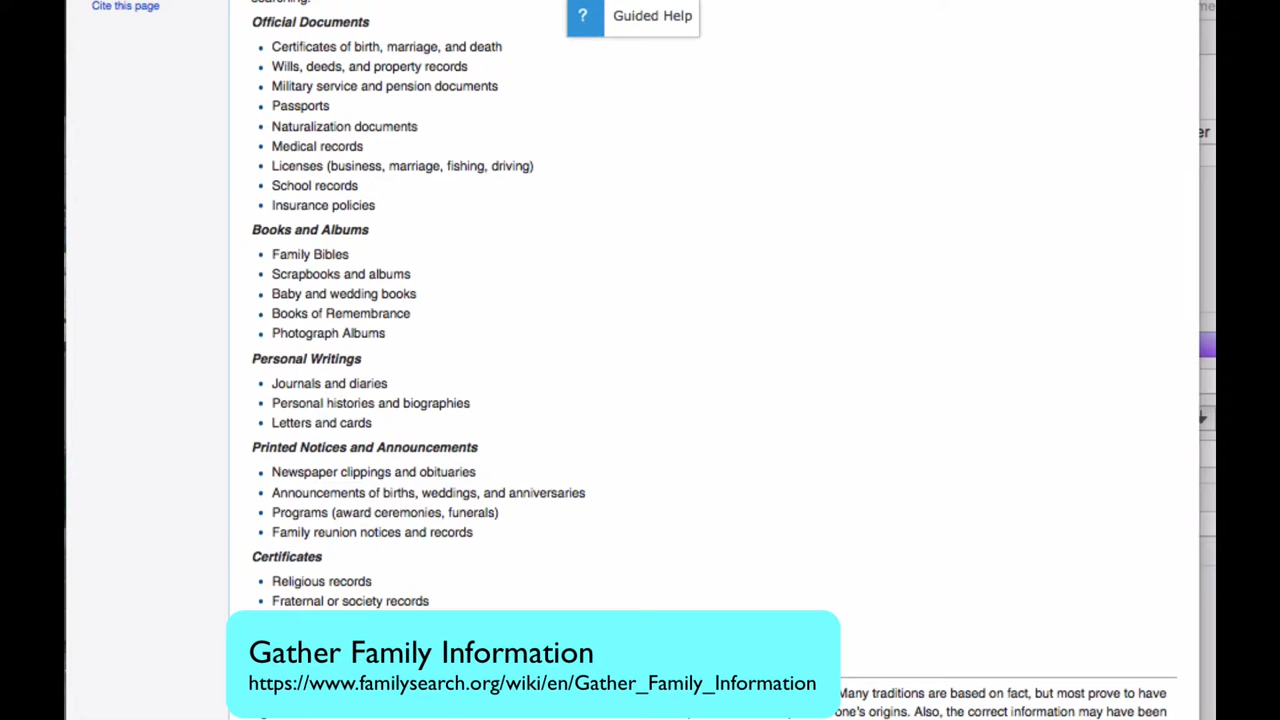 Cite this page
searching.
? Guided Help
Official Documents
Certificates of birth, marriage, and death
Wills, deeds, and property records
Military service and pension documents
Passports
Naturalization documents
er
Medical records
Licenses (business, marriage, fishing, driving)
School records
Insurance policies
Books and Albums
Family Bibles
Scrapbooks and albums
Baby and wedding books
Books of Remembrance
Photograph Albums
Personal Writings
Journals and diaries
Personal histories and biographies
Letters and cards
Printed Notices and Announcements
Newspaper clippings and obituaries
Announcements of births, weddings, and anniversaries
Programs (award ceremonies, funerals)
Family reunion notices and records
Certificates
Religious records
Fraternal or society records
Gather Family Information
https://www.familysearch.org/wiki/en/Gather_Family_Information
Many traditions are based on fact, but most prove to have
one's origins. Also, the correct information may have been